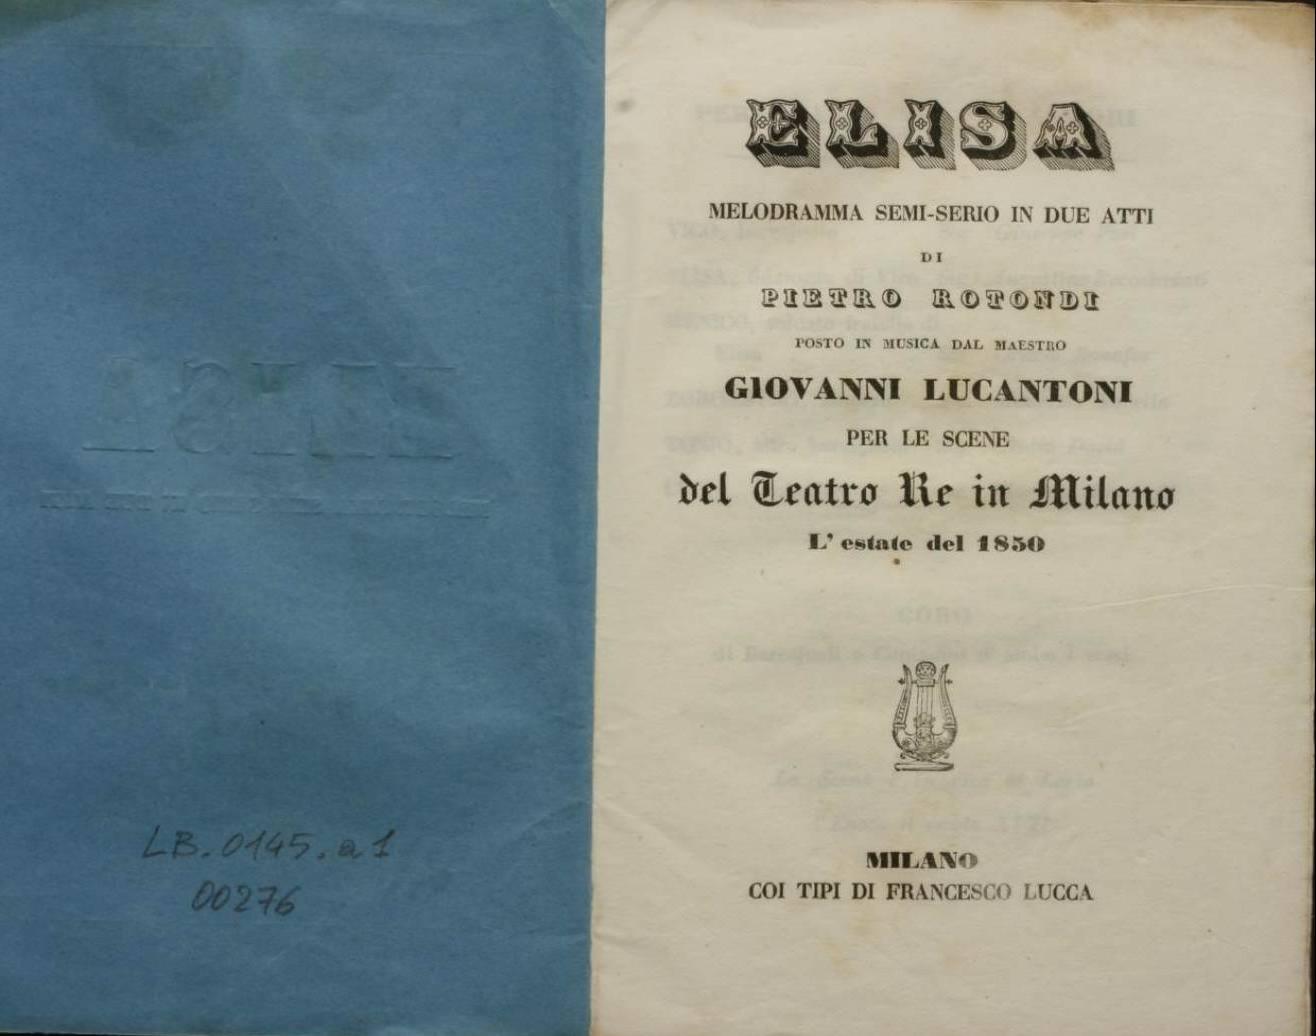 LB.0145.a1
00276
ELISA
MELODRAMMA SEMI-SERIO IN DUE ATTI
DI
PIETRO ROTONDI
POSTO IN MUSICA DAL MAESTRO
GIOVANNI LUCANTONI
PER LE SCENE
del Teatro Re in Milano
L' estate del 1850
MILANO
COI TIPI DI FRANCESCO LUCCA